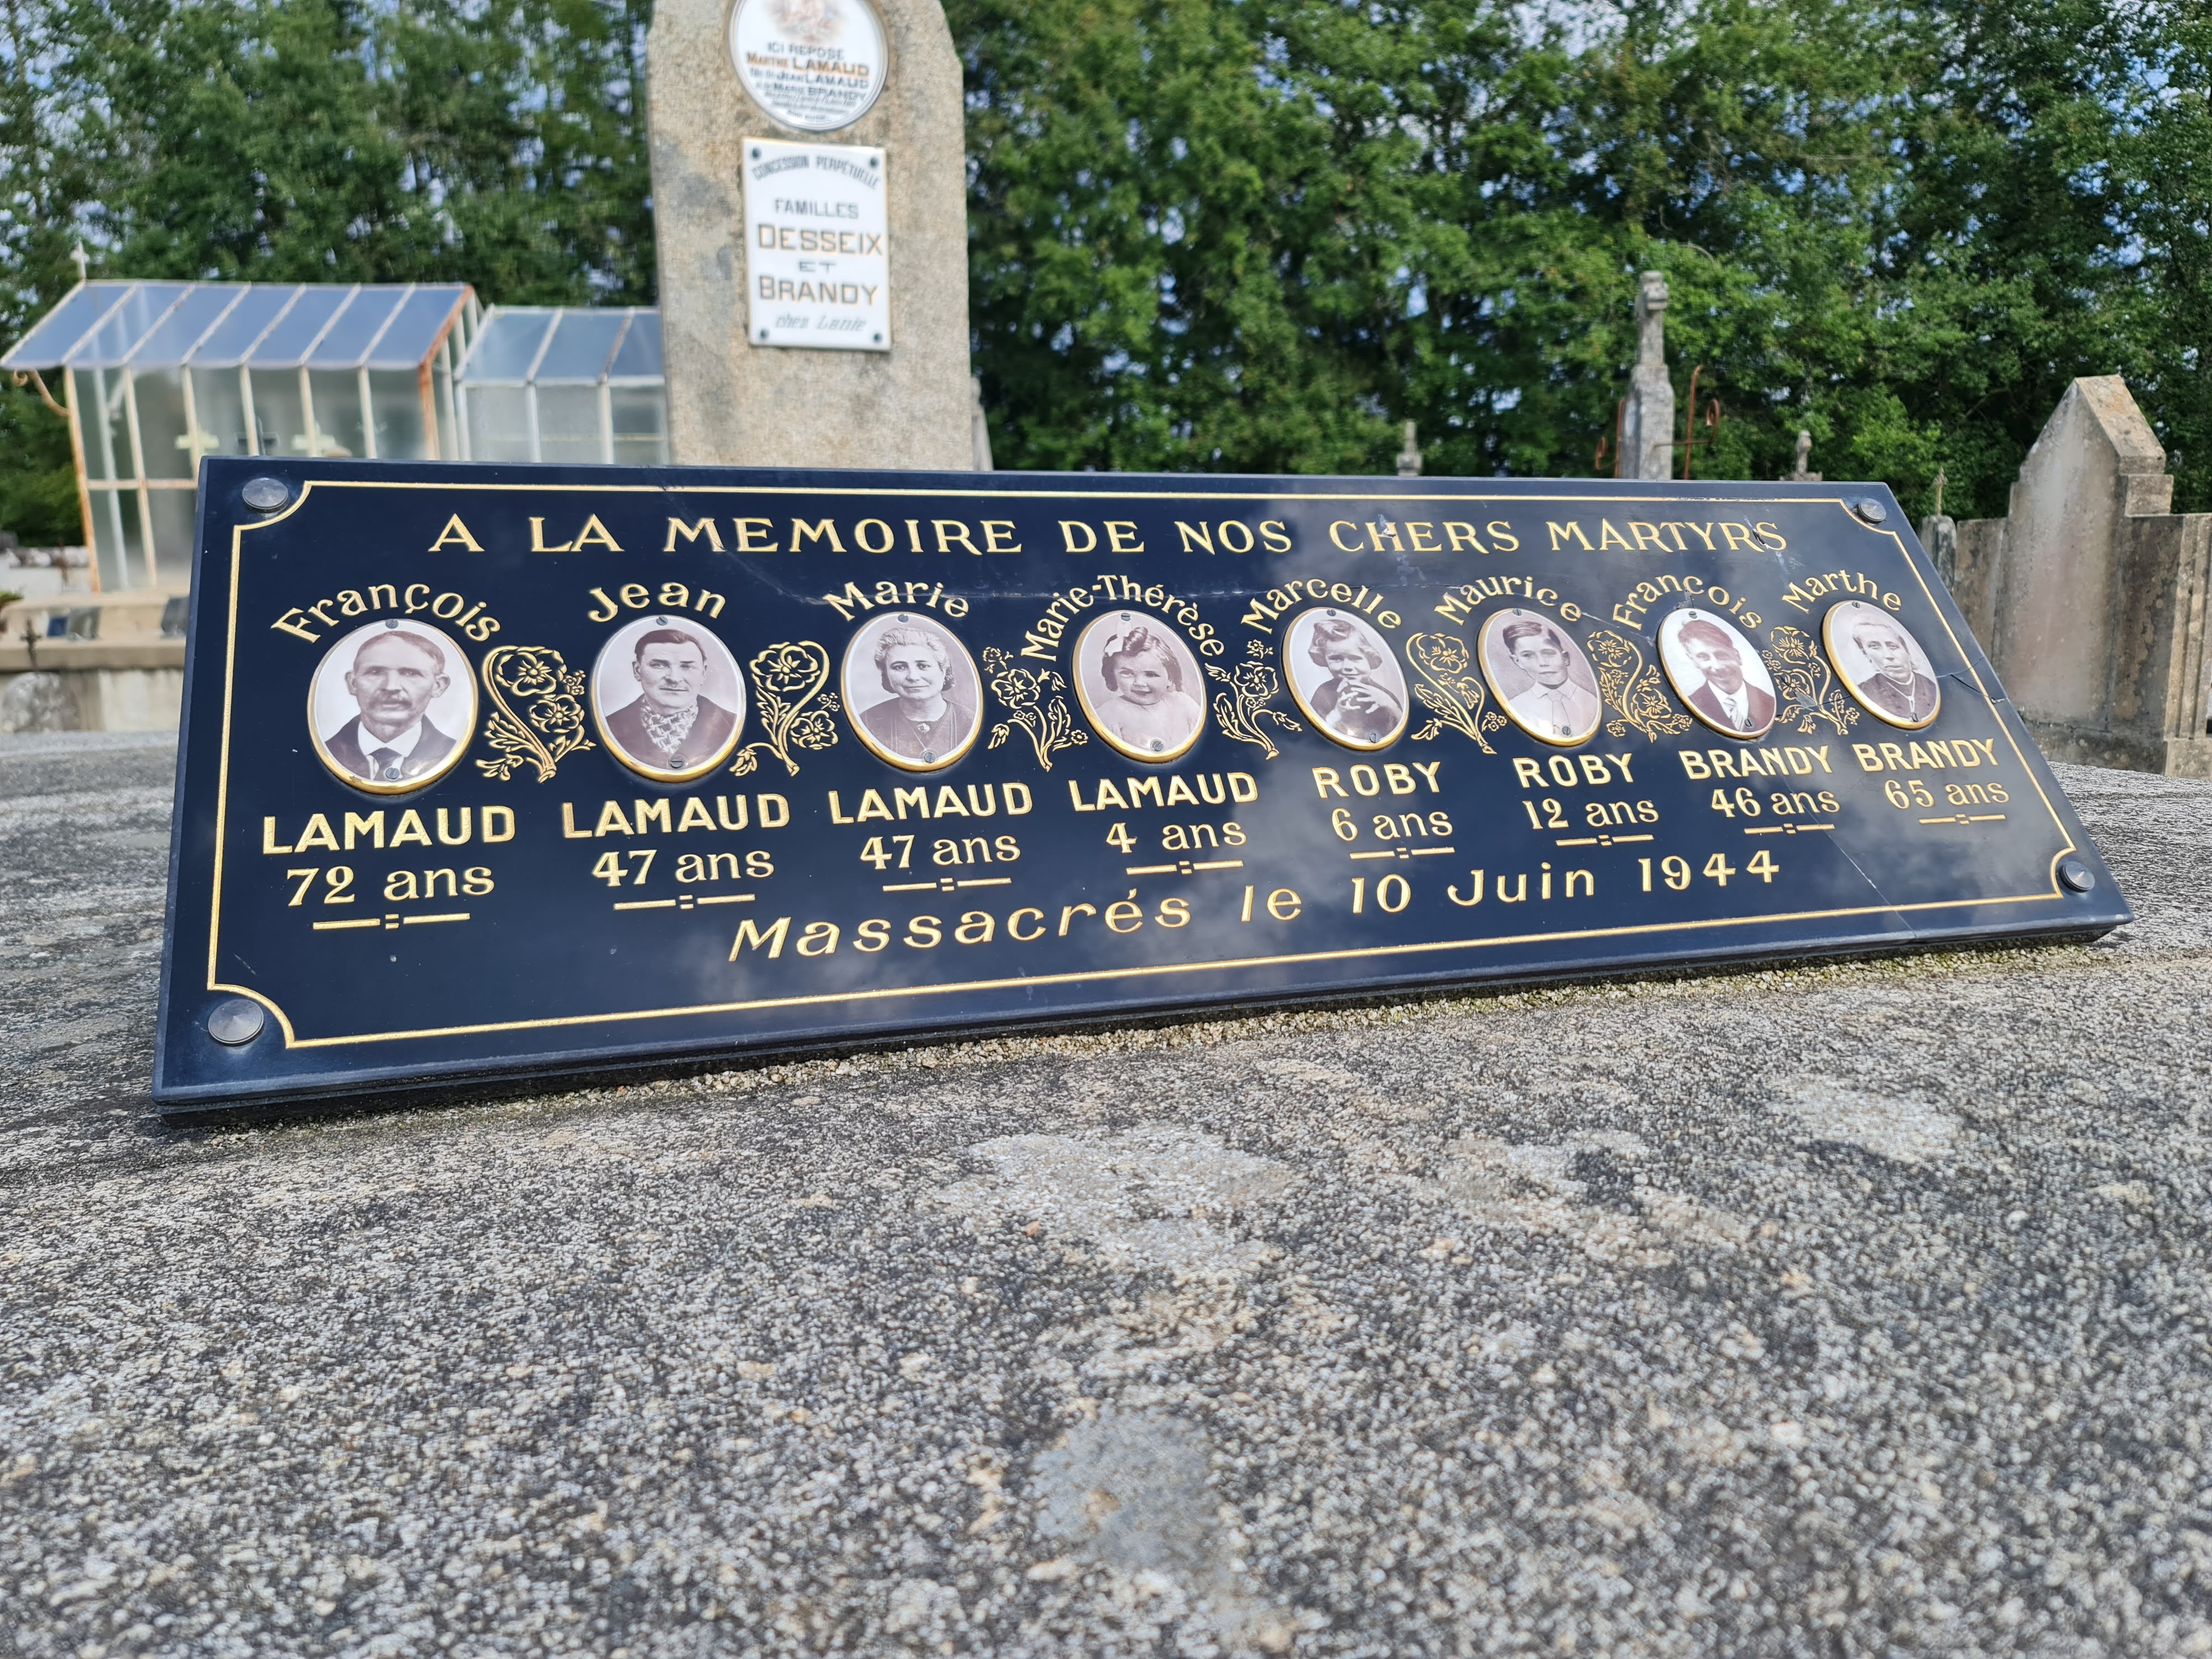 ICI REPOSE
MARTHE LAMAUD
JEAN LAMAUD
MARIE BRANDY
CONCESSION PERPÉTUELLE
FAMILLES
DESSEIX
ET
BRANDY
chez Lanie
A LA MEMOIRE DE NOS CHERS MARTYRS
François Jean Marie Marie-Thérèse Marcelle Maurice François Marthe
LAMAUD LAMAUD LAMAUD LAMAUD ROBY ROBY BRANDY BRANDY
72 ans 47 ans 47 ans 4 ans 6 ans 12 ans 46 ans 65 ans
Massacrés le 10 Juin 1944